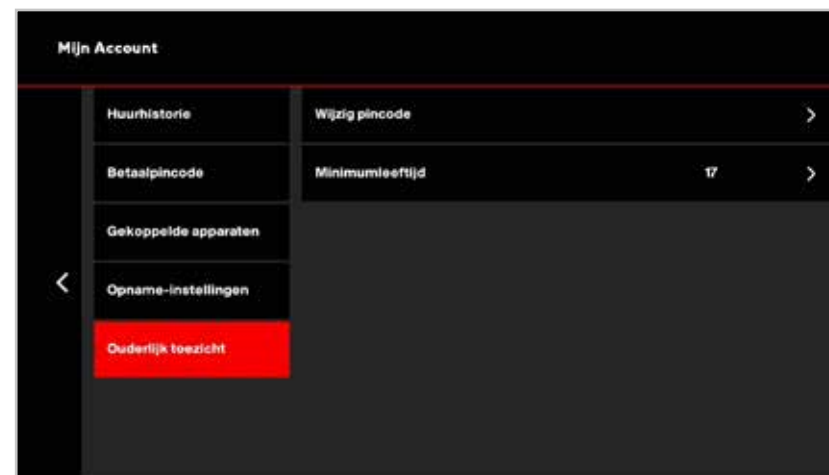 Mijn Account
Huurhistorie
Wijzig pincode
Betaalpincode
Minimumleeftijd 17
Gekoppelde apparaten
Opname-instellingen
Ouderlijk toezicht